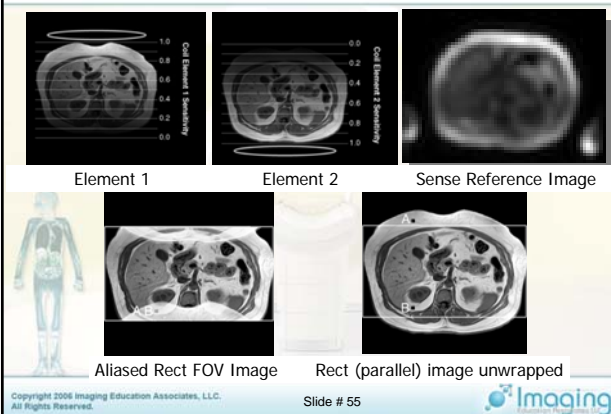 1.0
0.8
0.6
0.4
0.2
0.0
Coil Element 1 Sensitivity
0.0
0.2
0.4
0.6
0.8
1.0
Coil Element 2 Sensitivity
Element 1
Element 2
Sense Reference Image
A B
A
B
Aliased Rect FOV Image
Rect (parallel) image unwrapped
Copyright 2006 Imaging Education Associates, LLC.
All Rights Reserved.
Slide # 55
Imaging